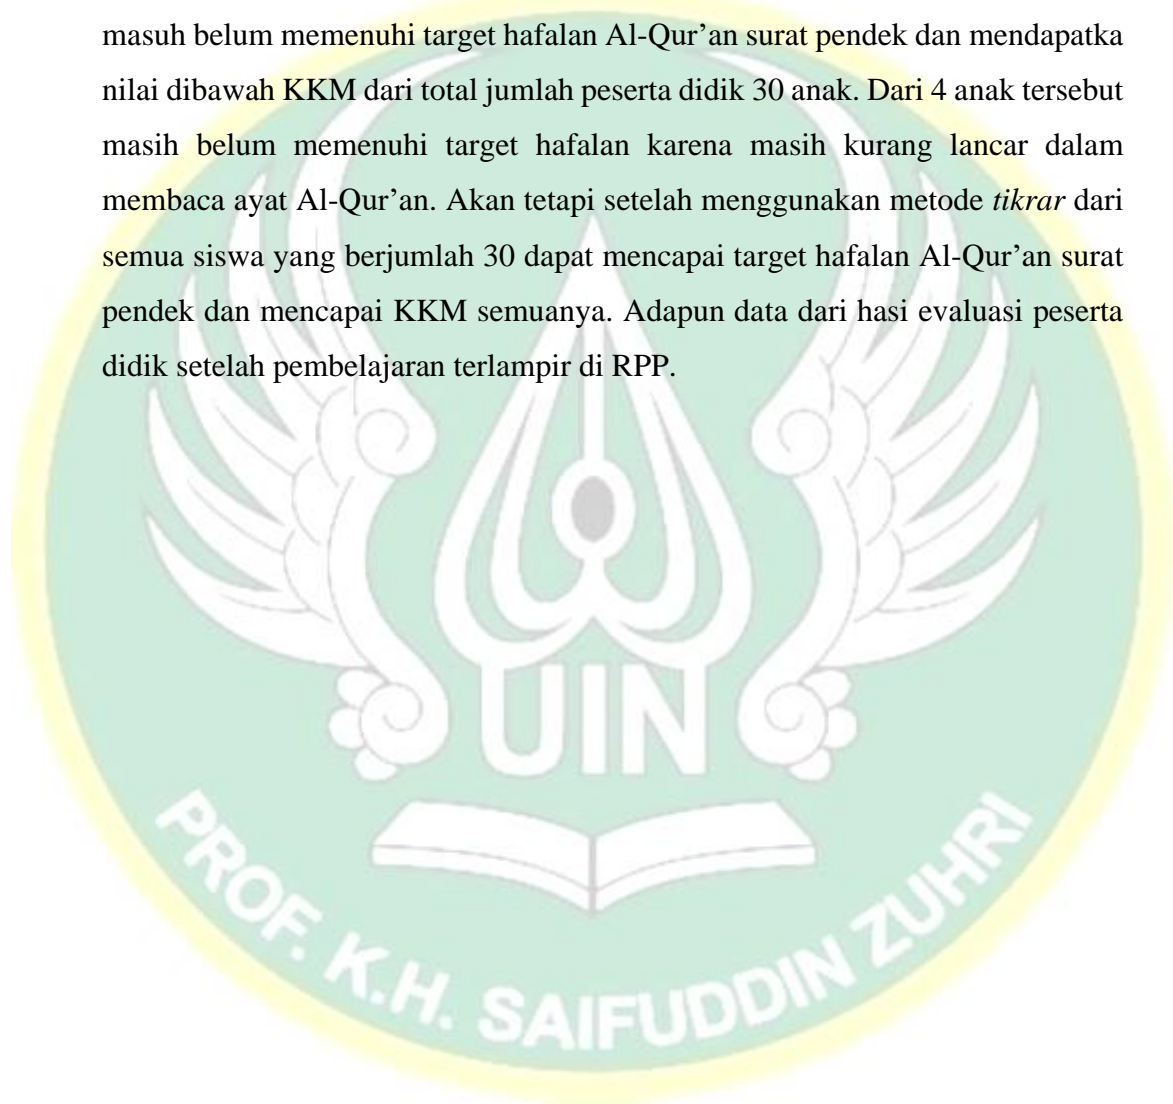 masuh belum memenuhi target hafalan Al-Qur’an surat pendek dan mendapatka
nilai dibawah KKM dari total jumlah peserta didik 30 anak. Dari 4 anak tersebut
masih belum memenuhi target hafalan karena masih kurang lancar dalam
membaca ayat Al-Qur’an. Akan tetapi setelah menggunakan metode tikrar dari
semua siswa yang berjumlah 30 dapat mencapai target hafalan Al-Qur’an surat
pendek dan mencapai KKM semuanya. Adapun data dari hasi evaluasi peserta
didik setelah pembelajaran terlampir di RPP.
UIN
PROF. K.H. SAIFUDDIN ZUHRI